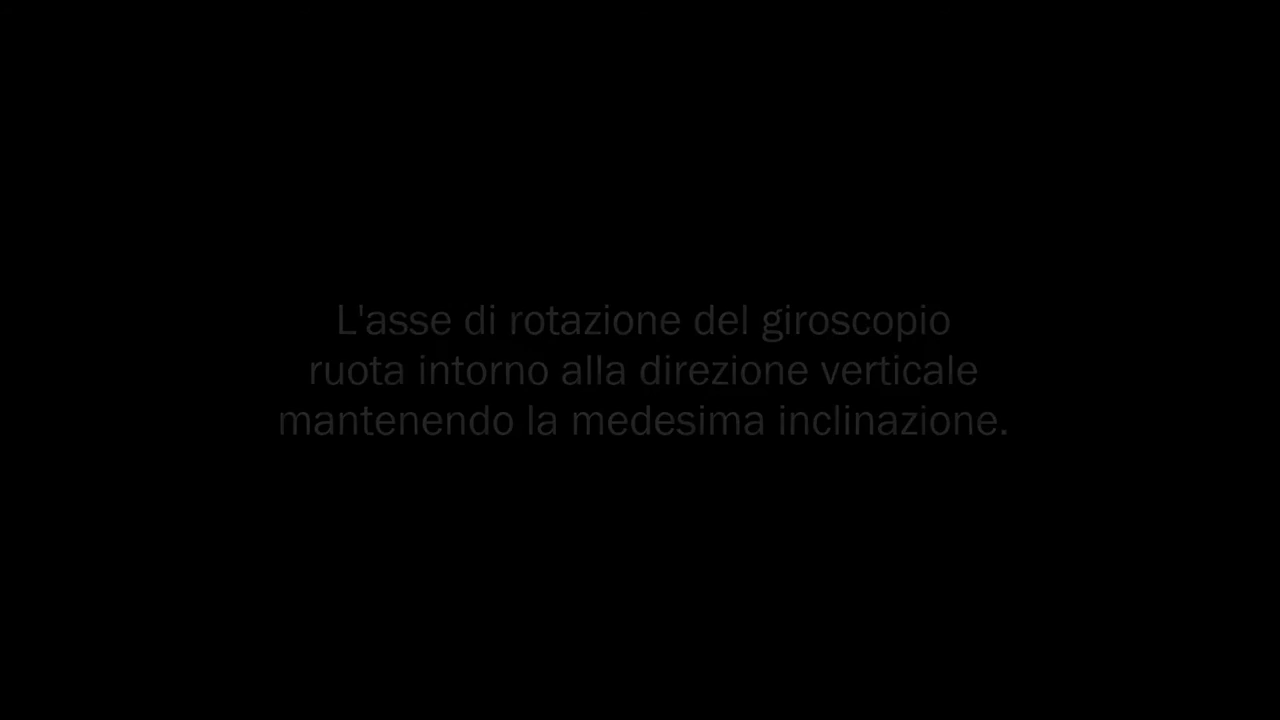 L'asse di rotazione del giroscopio
ruota intorno alla direzione verticale
mantenendo la medesima inclinazione.